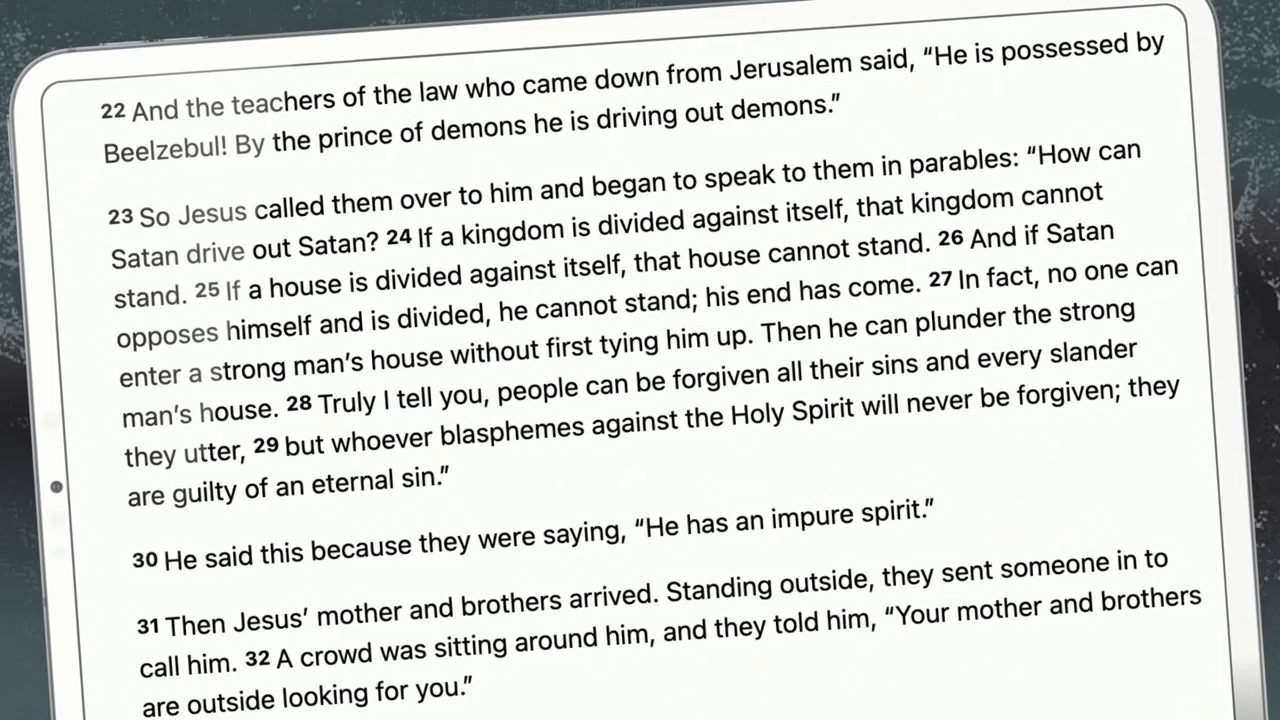 22 And the teachers of the law who came down from Jerusalem said, “He is possessed by
Beelzebul! By the prince of demons he is driving out demons.”
23 So Jesus called them over to him and began to speak to them in parables: “How can
Satan drive out Satan? 24 If a kingdom is divided against itself, that kingdom cannot
stand. 25 If a house is divided against itself, that house cannot stand. 26 And if Satan
opposes himself and is divided, he cannot stand; his end has come. 27 In fact, no one can
enter a strong man’s house without first tying him up. Then he can plunder the strong
man’s house. 28 Truly I tell you, people can be forgiven all their sins and every slander
they utter, 29 but whoever blasphemes against the Holy Spirit will never be forgiven; they
are guilty of an eternal sin.”
30 He said this because they were saying, “He has an impure spirit.”
31 Then Jesus’ mother and brothers arrived. Standing outside, they sent someone in to
call him. 32 A crowd was sitting around him, and they told him, “Your mother and brothers
are outside looking for you.”